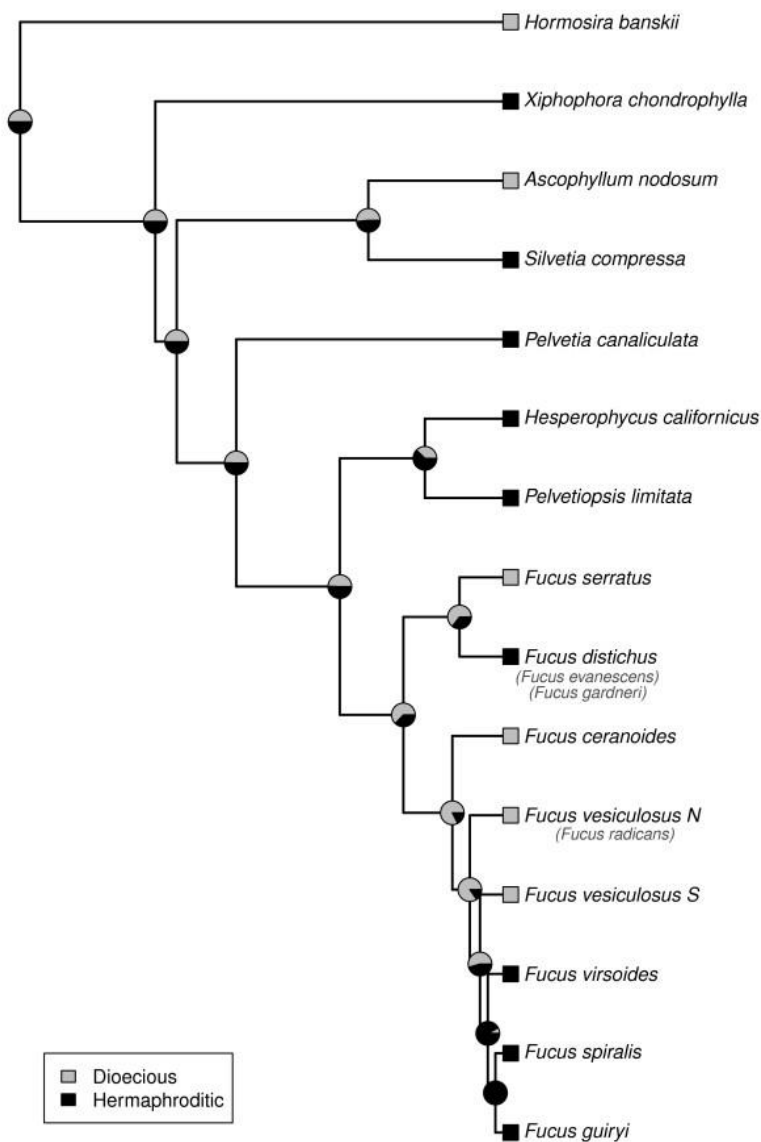 Hormosira banskii
Xiphophora chondrophylla
Ascophyllum nodosum
Silvetia compressa
Pelvetia canaliculata
Hesperophycus californicus
Pelvetiopsis limitata
Fucus serratus
Fucus distichus
(Fucus evanescens)
(Fucus gardneri)
Fucus ceranoides
Fucus vesiculosus N
(Fucus radicans)
Fucus vesiculosus S
Fucus virsoides
Fucus spiralis
Fucus guiryi
Dioecious
Hermaphroditic